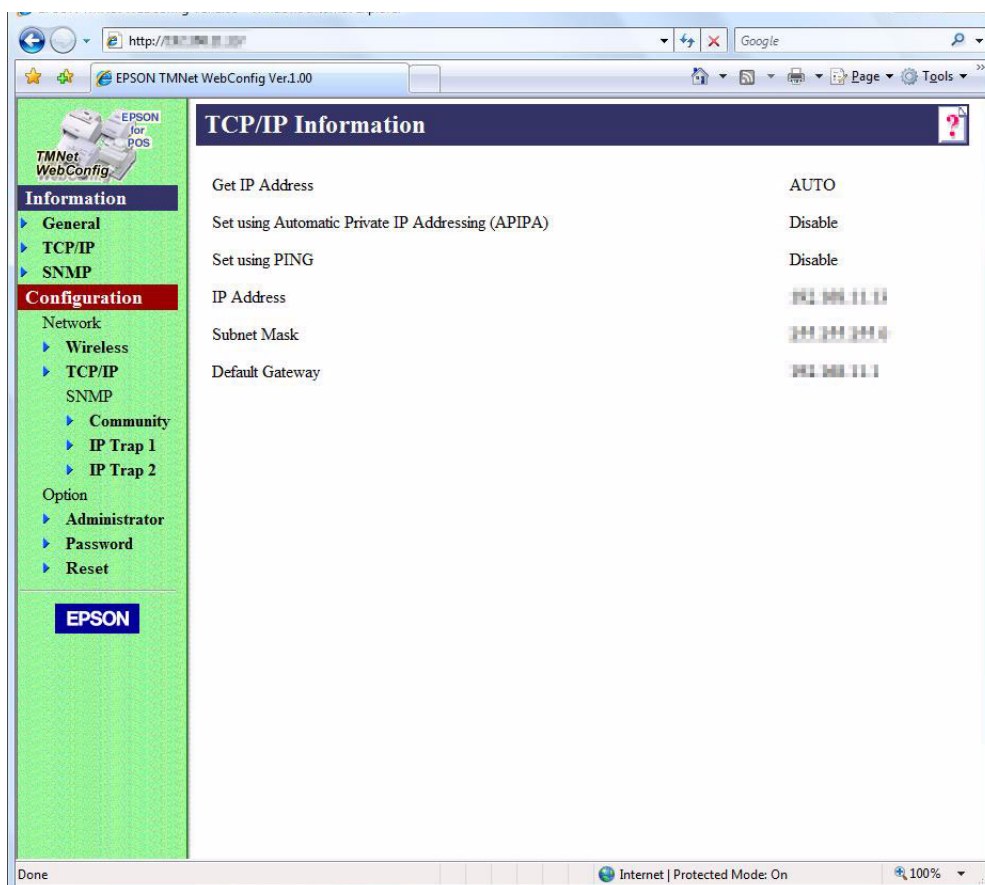 http://
Google
EPSON TMNet WebConfig Ver.1.00
Page
Tools
EPSON
for
POS
TMNet
WebConfig
Information
General
TCP/IP
SNMP
Configuration
Network
Wireless
TCP/IP
SNMP
Community
IP Trap 1
IP Trap 2
Option
Administrator
Password
Reset
EPSON
TCP/IP Information
?
Get IP Address AUTO
Set using Automatic Private IP Addressing (APIPA) Disable
Set using PING Disable
IP Address
Subnet Mask
Default Gateway
Done
Internet | Protected Mode: On
100%